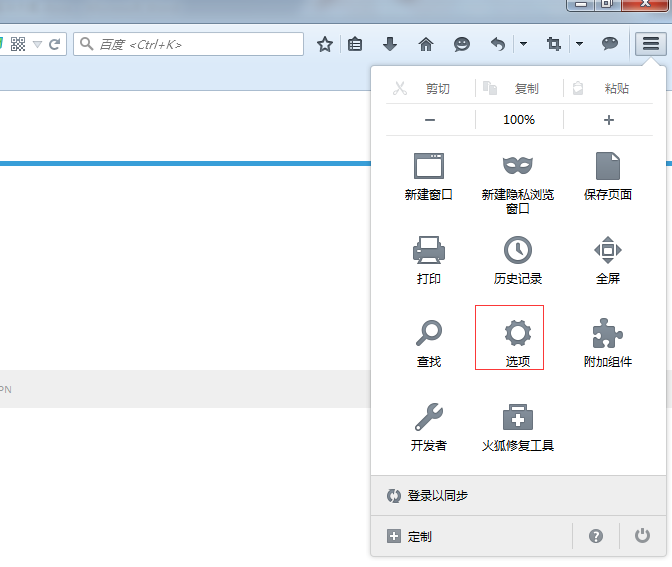 百度 <Ctrl+K>
剪切 复制 粘贴
− 100% +
新建窗口 新建隐私浏览 保存页面
窗口
打印 历史记录 全屏
PN
查找 选项 附加组件
开发者 火狐修复工具
登录以同步
定制